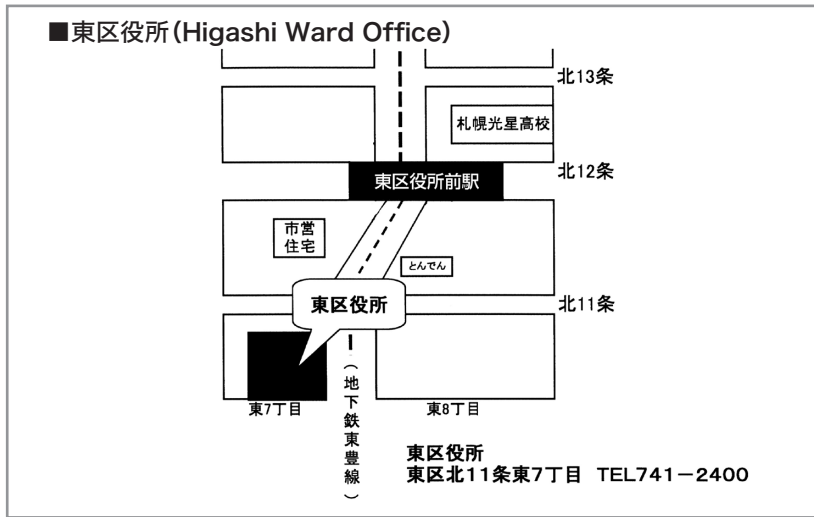 ■東区役所(Higashi Ward Office)
北13条
札幌光星高校
北12条
東区役所前駅
市営
住宅
とんでん
東区役所
北11条
東7丁目
東8丁目
(地下鉄東豊線)
東区役所
東区北11条東7丁目 TEL741-2400